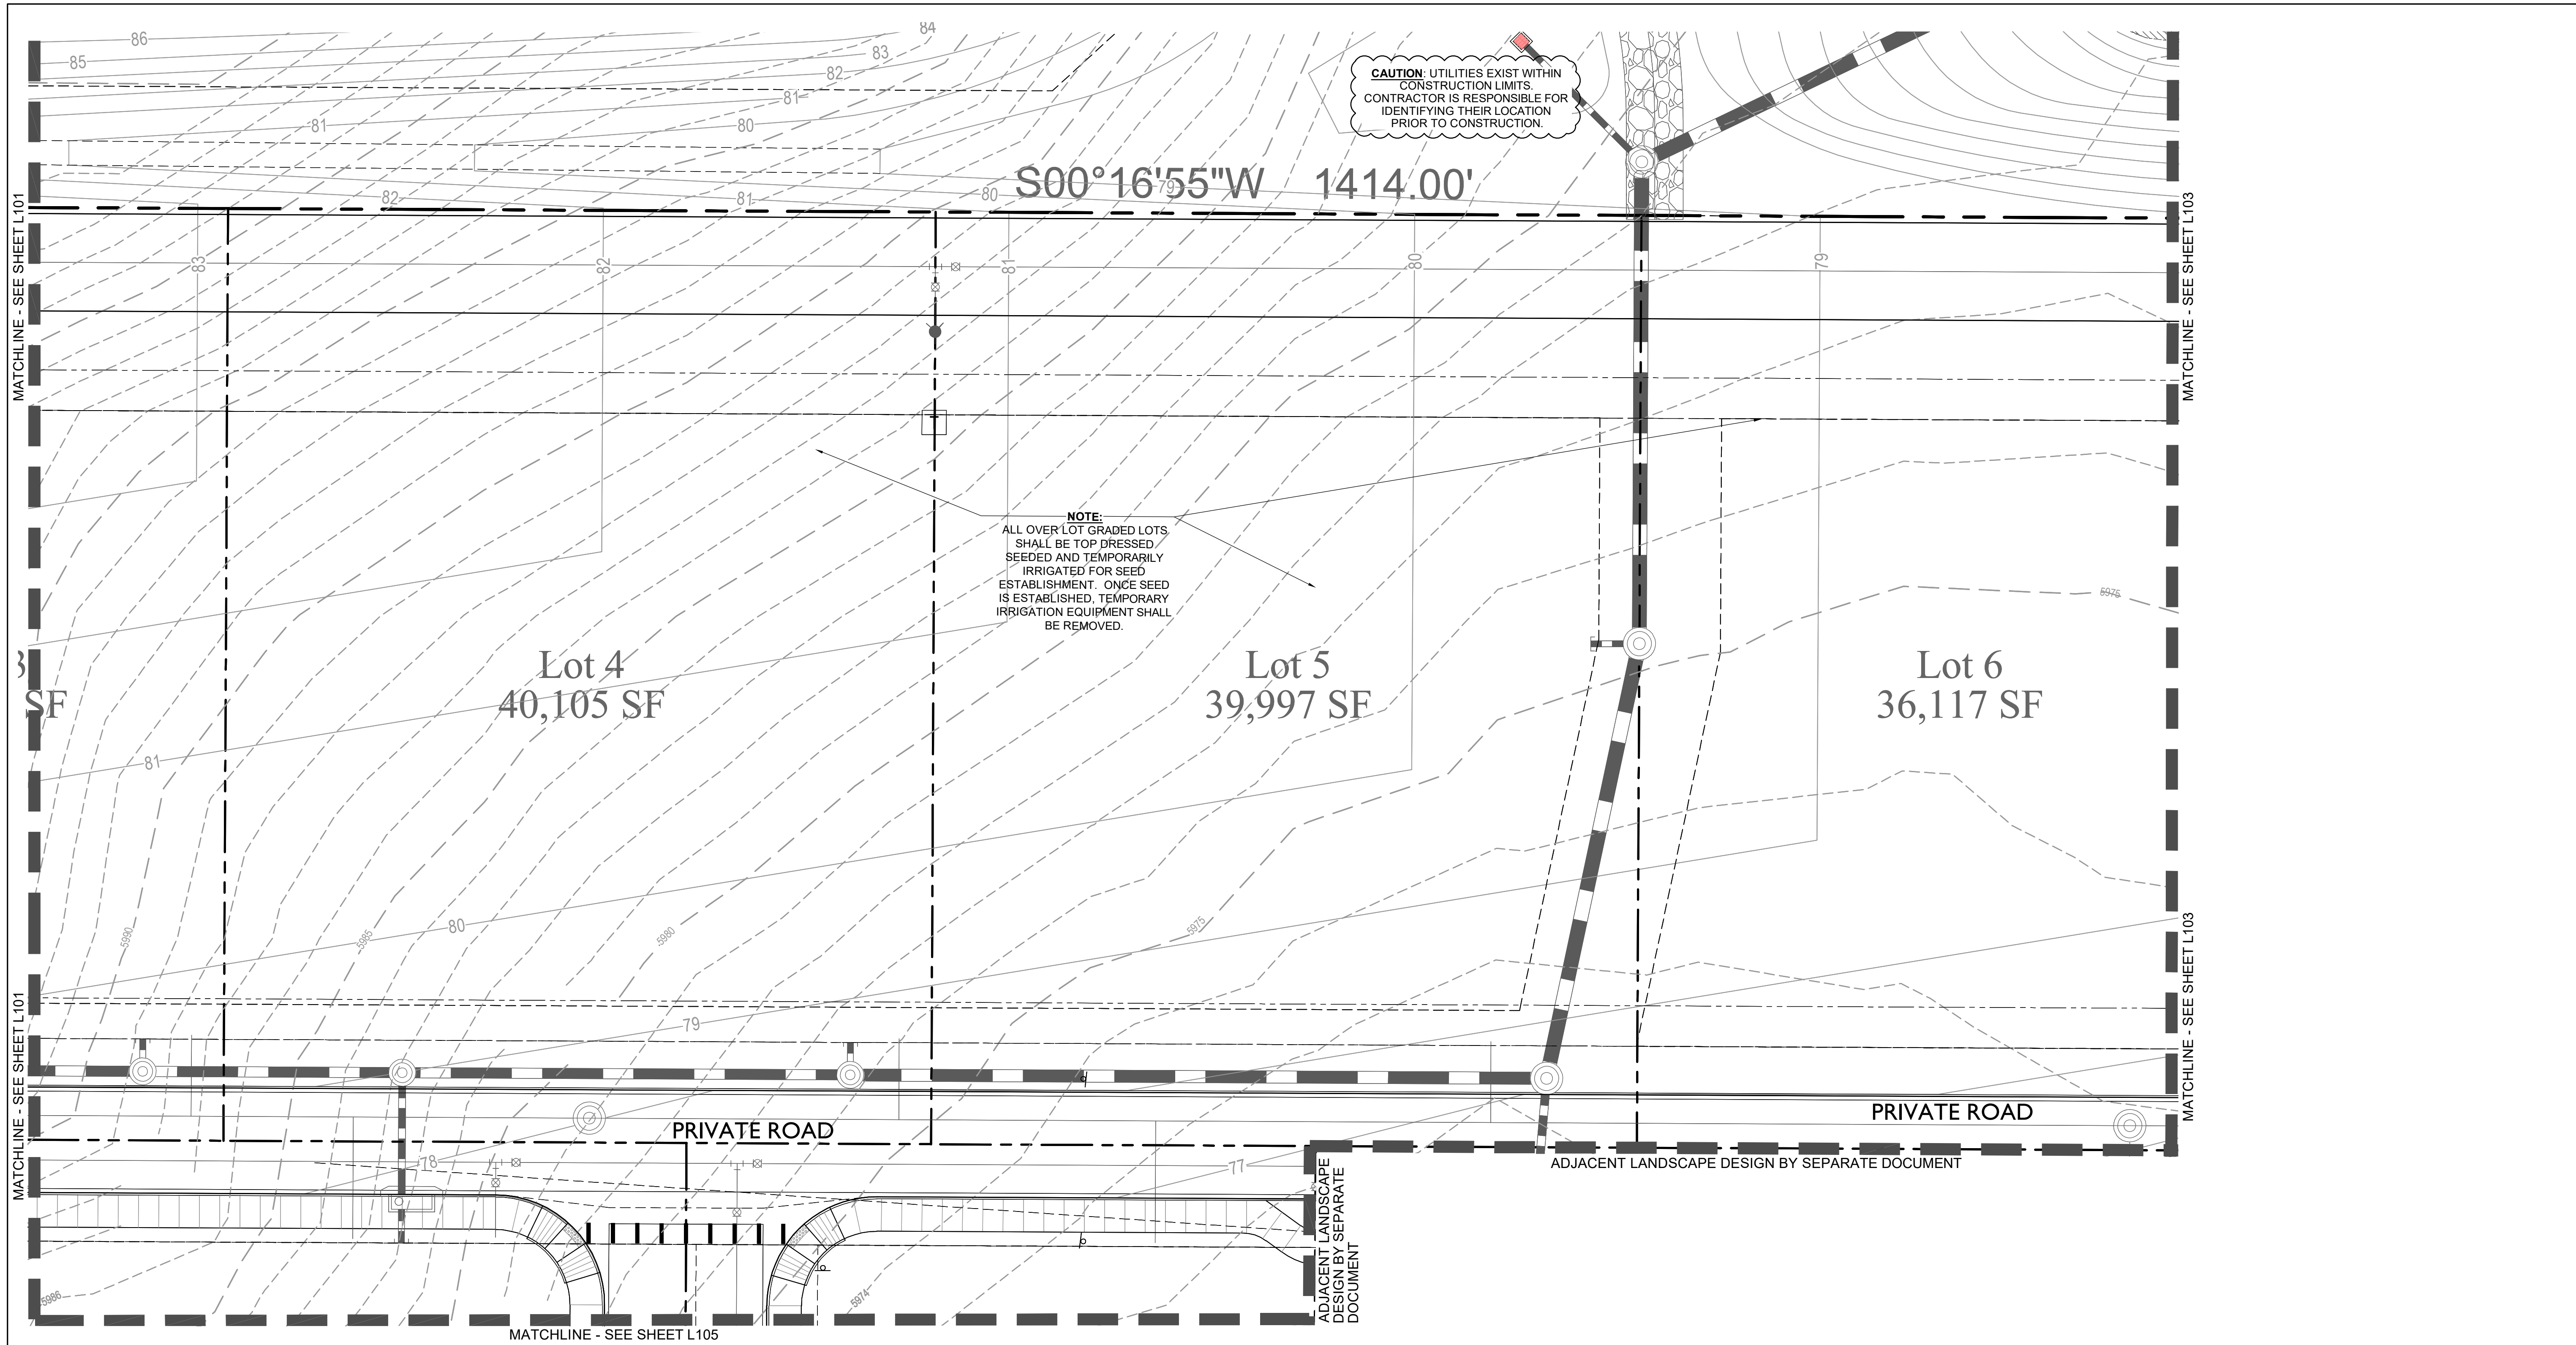 84
86
83
85
82
81
81
80
CAUTION: UTILITIES EXIST WITHIN
CONSTRUCTION LIMITS.
CONTRACTOR IS RESPONSIBLE FOR
IDENTIFYING THEIR LOCATION
PRIOR TO CONSTRUCTION.
S00°16'55"W 1414.00'
82
81
80
79
MATCHLINE - SEE SHEET L101
MATCHLINE - SEE SHEET L103
83
82
81
80
79
NOTE:
ALL OVER LOT GRADED LOTS
SHALL BE TOP DRESSED,
SEEDED AND TEMPORARILY
IRRIGATED FOR SEED
ESTABLISHMENT. ONCE SEED
IS ESTABLISHED, TEMPORARY
IRRIGATION EQUIPMENT SHALL
BE REMOVED.
5975
3
SF
Lot 4
40,105 SF
Lot 5
39,997 SF
Lot 6
36,117 SF
81
80
5990
5985
5980
5975
79
MATCHLINE - SEE SHEET L101
MATCHLINE - SEE SHEET L103
PRIVATE ROAD
PRIVATE ROAD
78
77
ADJACENT LANDSCAPE DESIGN BY SEPARATE DOCUMENT
ADJACENT LANDSCAPE
DESIGN BY SEPARATE
DOCUMENT
5986
5974
MATCHLINE - SEE SHEET L105